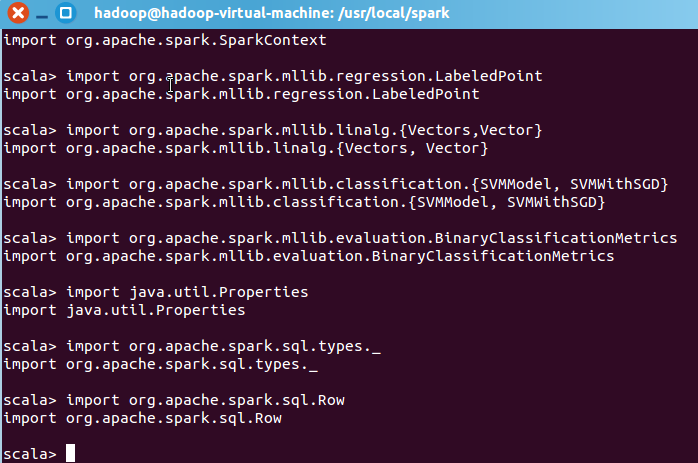 hadoop@hadoop-virtual-machine: /usr/local/spark
import org.apache.spark.SparkContext
scala> import org.apache.spark.mllib.regression.LabeledPoint
import org.apache.spark.mllib.regression.LabeledPoint
scala> import org.apache.spark.mllib.linalg.{Vectors,Vector}
import org.apache.spark.mllib.linalg.{Vectors, Vector}
scala> import org.apache.spark.mllib.classification.{SVMModel, SVMWithSGD}
import org.apache.spark.mllib.classification.{SVMModel, SVMWithSGD}
scala> import org.apache.spark.mllib.evaluation.BinaryClassificationMetrics
import org.apache.spark.mllib.evaluation.BinaryClassificationMetrics
scala> import java.util.Properties
import java.util.Properties
scala> import org.apache.spark.sql.types._
import org.apache.spark.sql.types._
scala> import org.apache.spark.sql.Row
import org.apache.spark.sql.Row
scala>